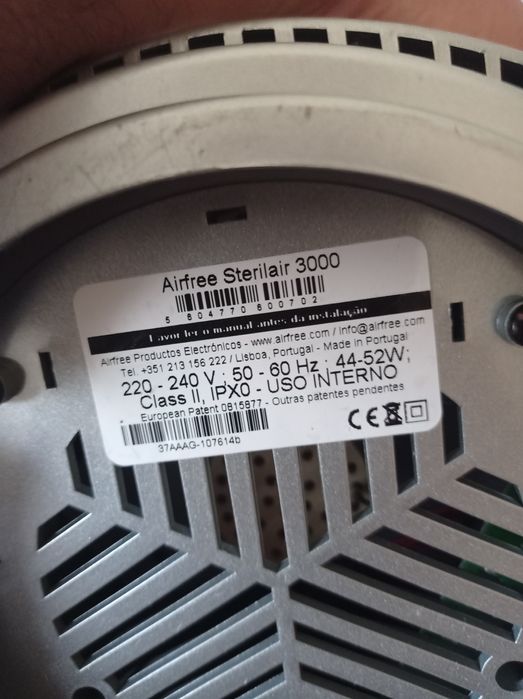 Airfree Sterilair 3000
5 604770 600702
Favor ler o manual antes da instalação
Airfree Productos Electrónicos - www.airfree.com / info@airfree.com
Tel. +351 213 156 222 / Lisboa, Portugal - Made in Portugal
220 - 240 V ; 50 - 60 Hz ; 44-52W;
Class II, IPX0 - USO INTERNO
European Patent 0815877 - Outras patentes pendentes
CE
37AAAG-107614b